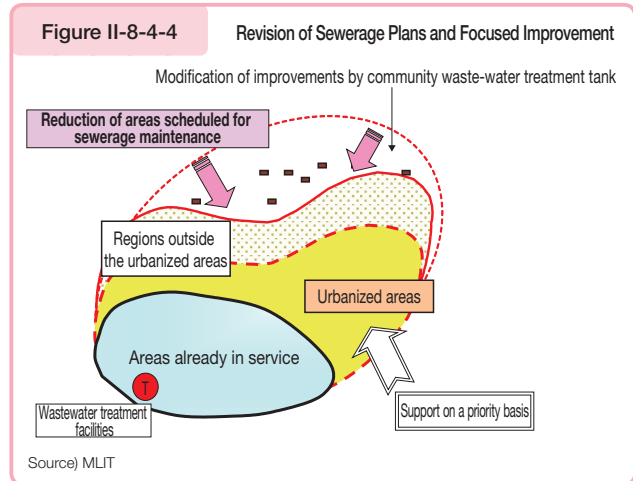 Figure II-8-4-4
Revision of Sewerage Plans and Focused Improvement
Modification of improvements by community waste-water treatment tank
Reduction of areas scheduled for
sewerage maintenance
Regions outside
the urbanized areas
Urbanized areas
Areas already in service
T
Wastewater treatment
facilities
Support on a priority basis
Source) MLIT